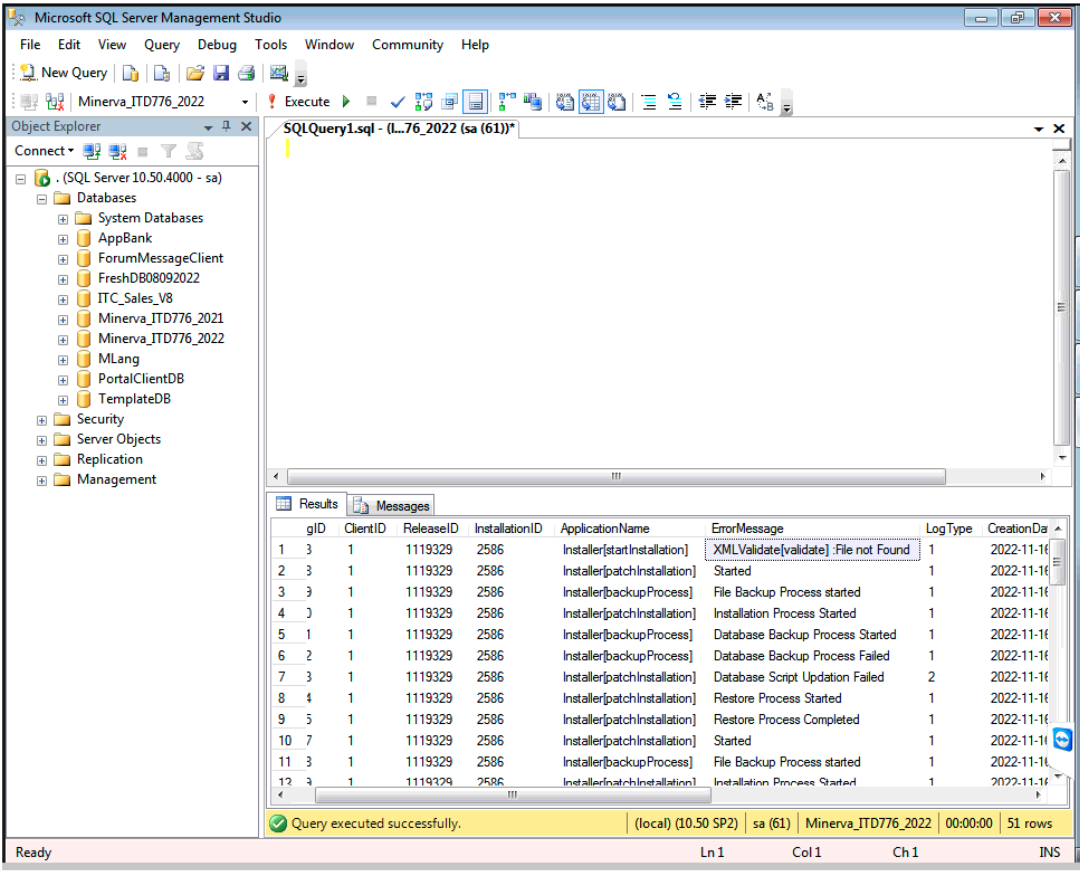 Microsoft SQL Server Management Studio
File Edit View Query Debug Tools Window Community Help
New Query
Minerva_ITD776_2022 Execute
Object Explorer
Connect
. (SQL Server 10.50.4000 - sa)
Databases
System Databases
AppBank
ForumMessageClient
FreshDB08092022
ITC_Sales_V8
Minerva_ITD776_2021
Minerva_ITD776_2022
MLang
PortalClientDB
TemplateDB
Security
Server Objects
Replication
Management
SQLQuery1.sql - (l...76_2022 (sa (61))*
Results Messages
gID ClientID ReleaseID InstallationID ApplicationName ErrorMessage LogType CreationDa
1 3 1 1119329 2586 Installer[startInstallation] XMLValidate[validate] :File not Found 1 2022-11-16
2 3 1 1119329 2586 Installer[patchInstallation] Started 1 2022-11-16
3 9 1 1119329 2586 Installer[backupProcess] File Backup Process started 1 2022-11-16
4 0 1 1119329 2586 Installer[patchInstallation] Installation Process Started 1 2022-11-16
5 1 1 1119329 2586 Installer[backupProcess] Database Backup Process Started 1 2022-11-16
6 2 1 1119329 2586 Installer[backupProcess] Database Backup Process Failed 1 2022-11-16
7 3 1 1119329 2586 Installer[patchInstallation] Database Script Updation Failed 2 2022-11-16
8 4 1 1119329 2586 Installer[patchInstallation] Restore Process Started 1 2022-11-16
9 5 1 1119329 2586 Installer[patchInstallation] Restore Process Completed 1 2022-11-16
10 7 1 1119329 2586 Installer[patchInstallation] Started 1 2022-11-16
11 3 1 1119329 2586 Installer[backupProcess] File Backup Process started 1 2022-11-16
12 9 1 1119329 2586 Installer[patchInstallation] Installation Process Started 1 2022-11-16
Query executed successfully. (local) (10.50 SP2) sa (61) Minerva_ITD776_2022 00:00:00 51 rows
Ready Ln 1 Col 1 Ch 1 INS